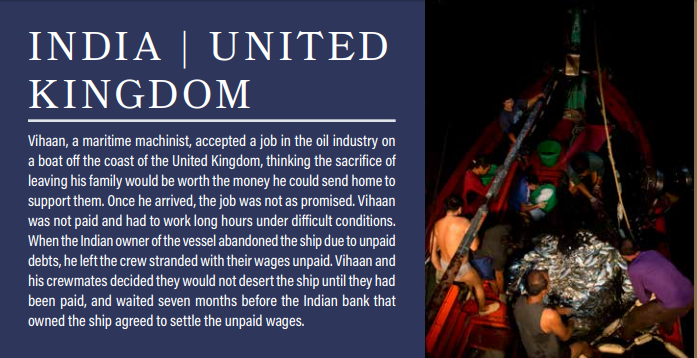 INDIA | UNITED
KINGDOM
Vihaan, a maritime machinist, accepted a job in the oil industry on
a boat off the coast of the United Kingdom, thinking the sacrifice of
leaving his family would be worth the money he could send home to
support them. Once he arrived, the job was not as promised. Vihaan
was not paid and had to work long hours under difficult conditions.
When the Indian owner of the vessel abandoned the ship due to unpaid
debts, he left the crew stranded with their wages unpaid. Vihaan and
his crewmates decided they would not desert the ship until they had
been paid, and waited seven months before the Indian bank that
owned the ship agreed to settle the unpaid wages.